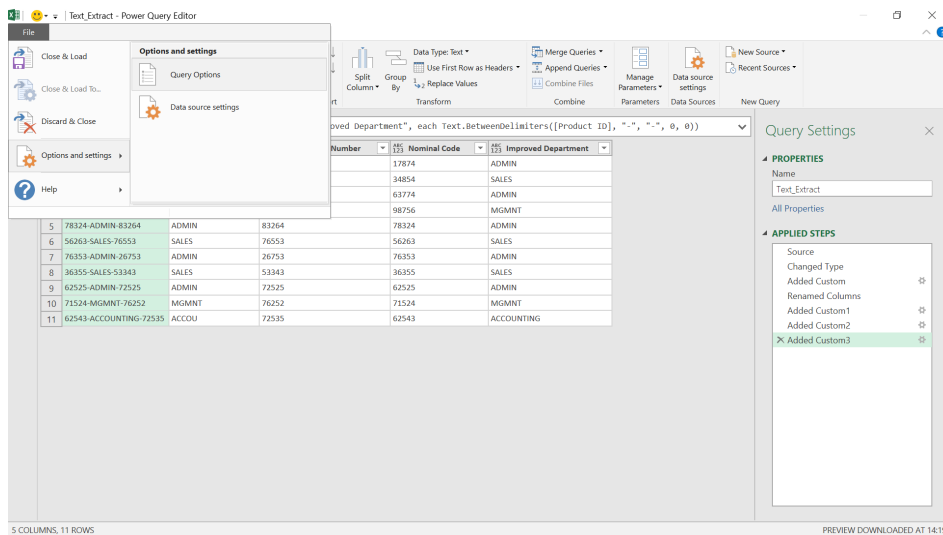 Text_Extract - Power Query Editor
File
Close & Load
Close & Load To...
Discard & Close
Options and settings
Help
Options and settings
Query Options
Data source settings
Split
Column
Group
By
Data Type: Text
Use First Row as Headers
1 2 Replace Values
Transform
Merge Queries
Append Queries
Combine Files
Combine
Manage
Parameters
Parameters
Data source
settings
Data Sources
New Source
Recent Sources
New Query
oved Department", each Text.BetweenDelimiters([Product ID], "-", "-", 0, 0))
Number ABC 123 Nominal Code ABC 123 Improved Department
17874 ADMIN
34854 SALES
63774 ADMIN
98756 MGMNT
5 78324-ADMIN-83264 ADMIN 83264 78324 ADMIN
6 56263-SALES-76553 SALES 76553 56263 SALES
7 76353-ADMIN-26753 ADMIN 26753 76353 ADMIN
8 36355-SALES-53343 SALES 53343 36355 SALES
9 62525-ADMIN-72525 ADMIN 72525 62525 ADMIN
10 71524-MGMNT-76252 MGMNT 76252 71524 MGMNT
11 62543-ACCOUNTING-72535 ACCOU 72535 62543 ACCOUNTING
Query Settings
PROPERTIES
Name
Text_Extract
All Properties
APPLIED STEPS
Source
Changed Type
Added Custom
Renamed Columns
Added Custom1
Added Custom2
Added Custom3
5 COLUMNS, 11 ROWS
PREVIEW DOWNLOADED AT